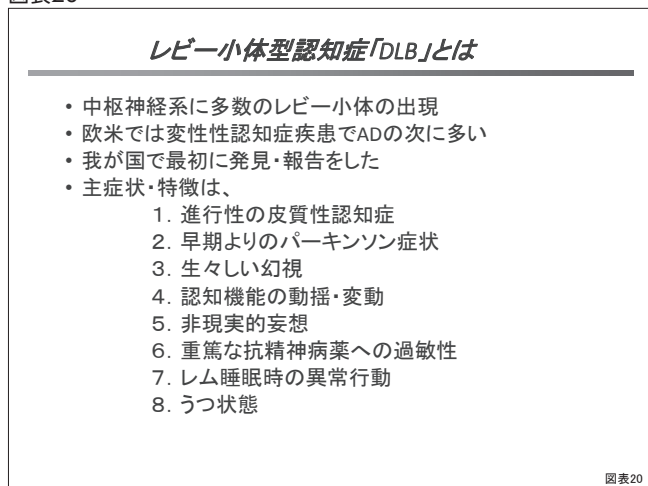 レビー小体型認知症「DLB」とは
• 中枢神経系に多数のレビー小体の出現
• 欧米では変性性認知症疾患でADの次に多い
• 我が国で最初に発見・報告をした
• 主症状・特徴は、
1. 進行性の皮質性認知症
2. 早期よりのパーキンソン症状
3. 生々しい幻視
4. 認知機能の動揺・変動
5. 非現実的妄想
6. 重篤な抗精神病薬への過敏性
7. レム睡眠時の異常行動
8. うつ状態
図表20